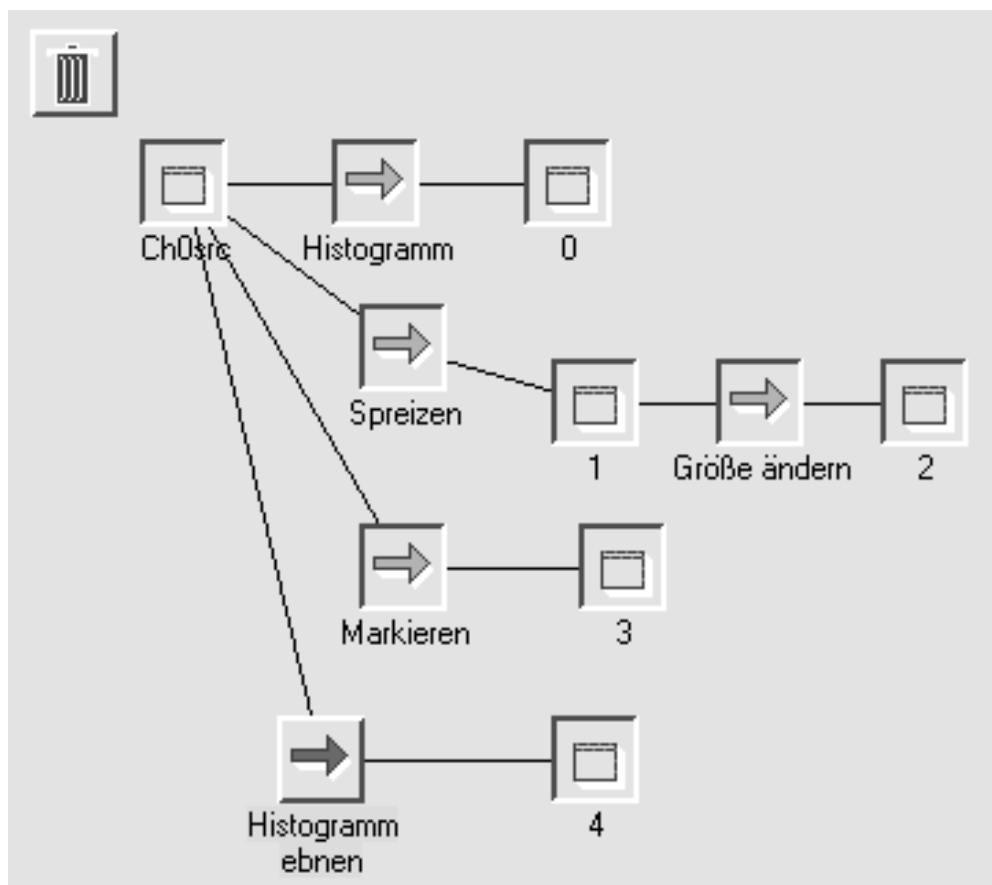 Ch0src
Histogramm
0
Spreizen
1
Größe ändern
2
Markieren
3
Histogramm
ebnen
4